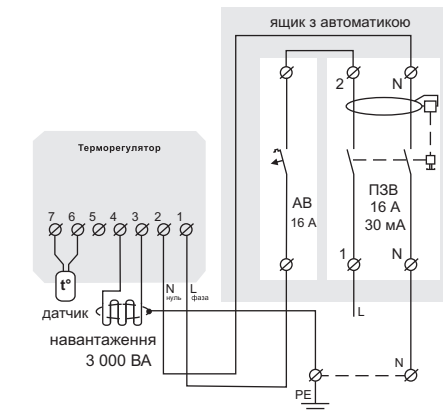 ящик з автоматикою
2 N
Терморегулятор
АВ
16 А
ПЗВ
16 А
30 мА
7 6 5 4 3 2 1
t°
N
нуль
L
фаза
1 N
датчик
L
навантаження
3 000 ВА
N
PE